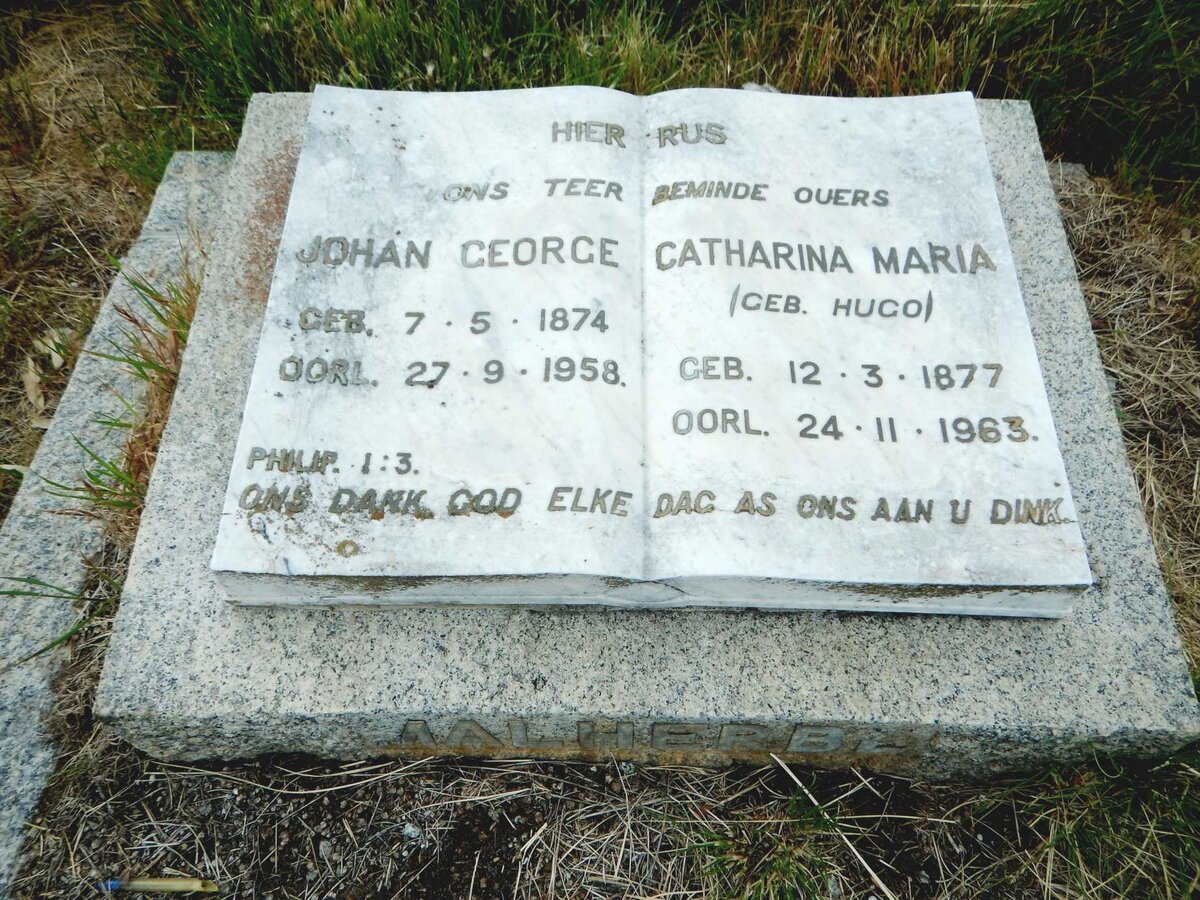 HIER RUS
ONS TEER BEMINDE OUERS
JOHAN GEORGE
GEB. 7 · 5 · 1874
OORL. 27 · 9 · 1958.
CATHARINA MARIA
(GEB. HUGO)
GEB. 12 · 3 · 1877
OORL. 24 · 11 · 1963.
PHILIP. 1:3.
ONS DANK GOD ELKE DAG AS ONS AAN U DINK.
MALHERBE